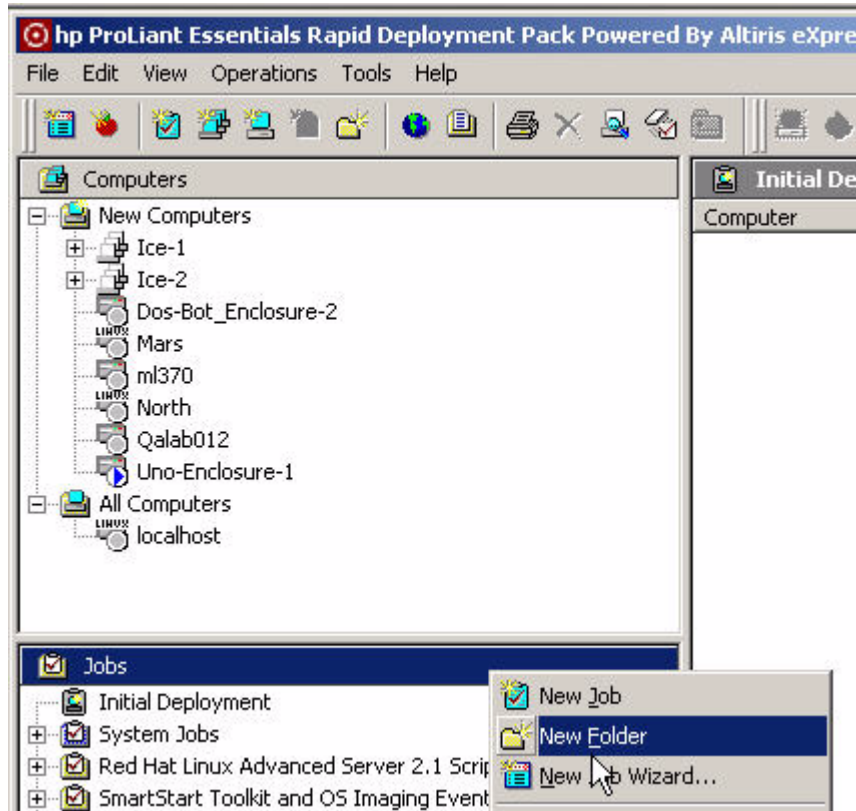 hp ProLiant Essentials Rapid Deployment Pack Powered By Altiris eXpre
File Edit View Operations Tools Help
Computers
New Computers
Ice-1
Ice-2
Dos-Bot_Enclosure-2
LINUX
Mars
ml370
LINUX
North
Qalab012
Uno-Enclosure-1
All Computers
LINUX
localhost
Initial De
Computer
Jobs
Initial Deployment
System Jobs
Red Hat Linux Advanced Server 2.1 Scrip
SmartStart Toolkit and OS Imaging Event
New Job
New Folder
New Job Wizard...